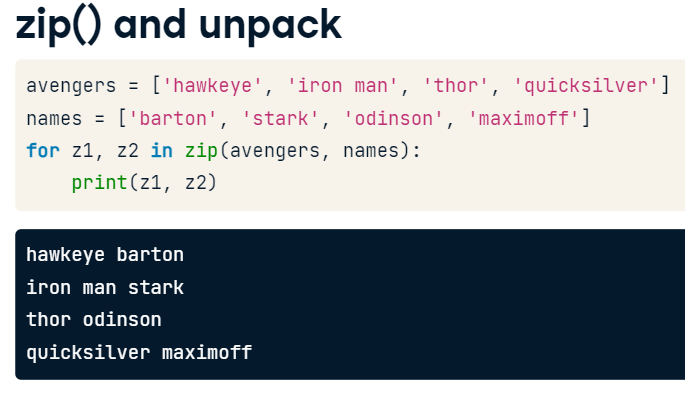 zip() and unpack
avengers = ['hawkeye', 'iron man', 'thor', 'quicksilver']
names = ['barton', 'stark', 'odinson', 'maximoff']
for z1, z2 in zip(avengers, names):
    print(z1, z2)
hawkeye barton
iron man stark
thor odinson
quicksilver maximoff